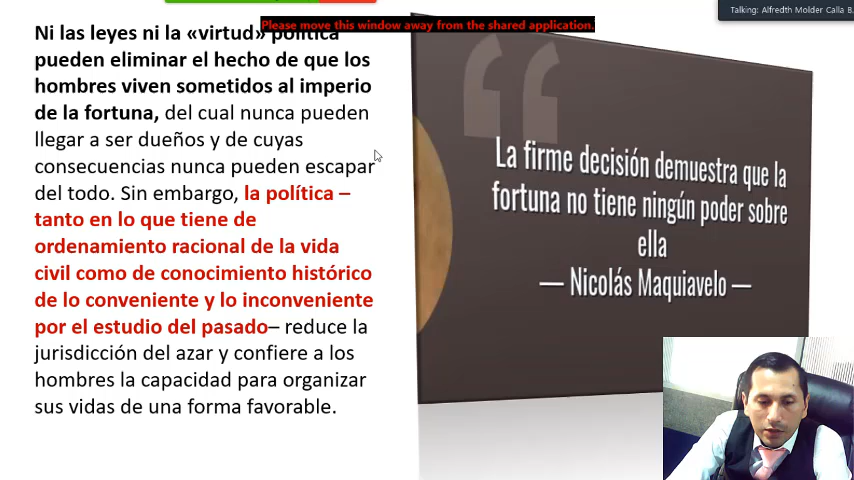 Please move this window away from the shared application.
Talking: Alfredth Molder Calla B.
Ni las leyes ni la «virtud» política
pueden eliminar el hecho de que los
hombres viven sometidos al imperio
de la fortuna, del cual nunca pueden
llegar a ser dueños y de cuyas
consecuencias nunca pueden escapar
del todo. Sin embargo, la política –
tanto en lo que tiene de
ordenamiento racional de la vida
civil como de conocimiento histórico
de lo conveniente y lo inconveniente
por el estudio del pasado– reduce la
jurisdicción del azar y confiere a los
hombres la capacidad para organizar
sus vidas de una forma favorable.
“
La firme decisión demuestra que la
fortuna no tiene ningún poder sobre
ella
— Nicolás Maquiavelo —